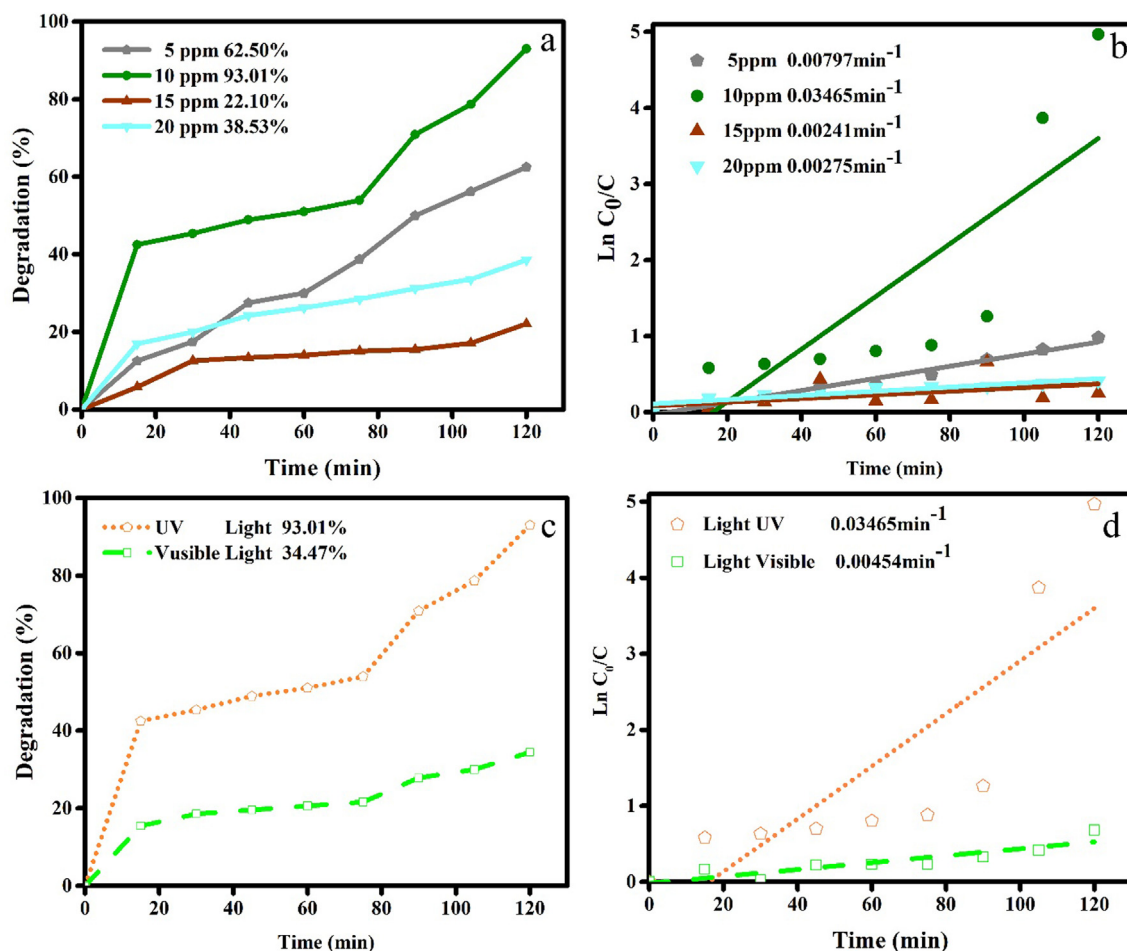 a
5 ppm 62.50%
10 ppm 93.01%
15 ppm 22.10%
20 ppm 38.53%
Degradation (%)
100
80
60
40
20
0
0 20 40 60 80 100 120
Time (min)
b
5ppm 0.00797min⁻¹
10ppm 0.03465min⁻¹
15ppm 0.00241min⁻¹
20ppm 0.00275min⁻¹
Ln C₀/C
5
4
3
2
1
0
0 20 40 60 80 100 120
Time (min)
c
UV Light 93.01%
Vusible Light 34.47%
Degradation (%)
100
80
60
40
20
0
0 20 40 60 80 100 120
Time (min)
d
Light UV 0.03465min⁻¹
Light Visible 0.00454min⁻¹
Ln C₀/C
5
4
3
2
1
0
0 20 40 60 80 100 120
Time (min)